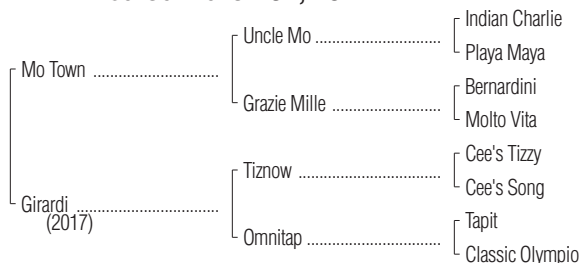 Indian Charlie
Uncle Mo
Playa Maya
Mo Town
Bernardini
Grazie Mille
Molto Vita
Cee's Tizzy
Tiznow
Cee's Song
Girardi
(2017)
Tapit
Omnitap
Classic Olympio